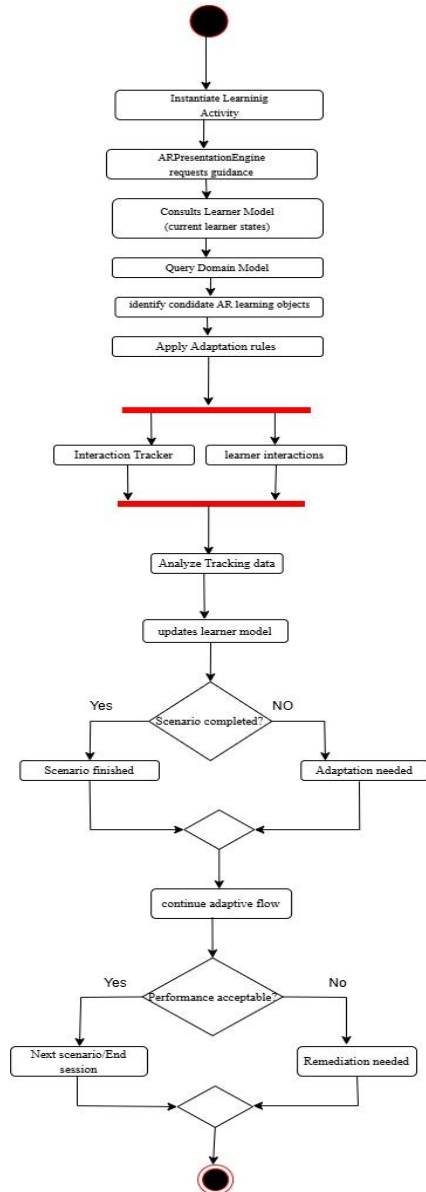 Instantiate Learninig
Activity
ARPresentationEngine
requests guidance
Consults Learner Model
(current learner states)
Query Domain Model
identify candidate AR learning objects
Apply Adaptation rules
Interaction Tracker
learner interactions
Analyze Tracking data
updates learner model
Yes
NO
Scenario completed?
Scenario finished
Adaptation needed
continue adaptive flow
Yes
No
Performance acceptable?
Next scenario/End
session
Remediation needed